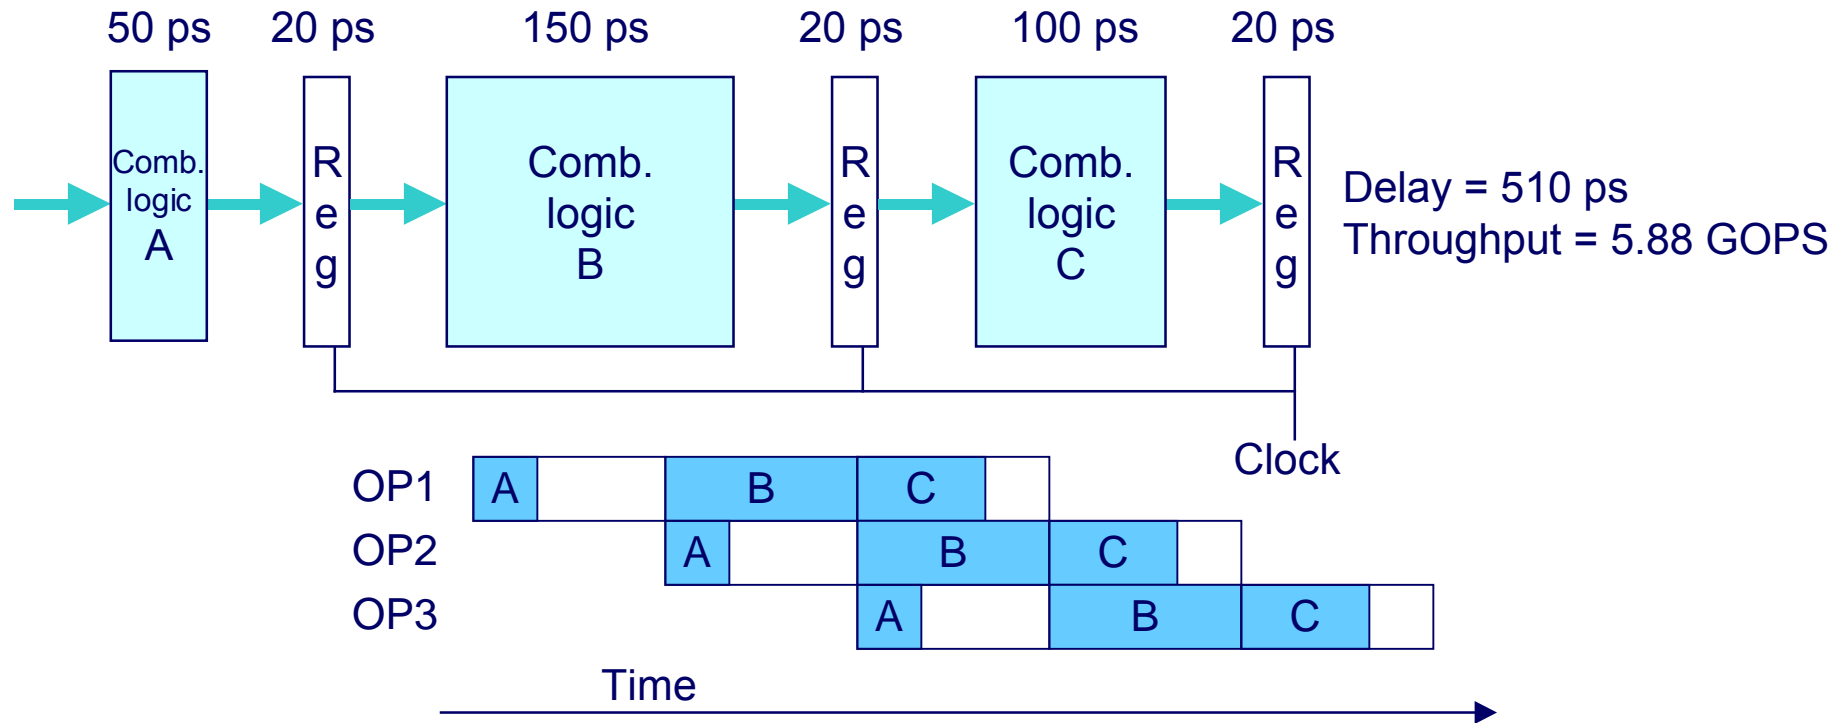 50 ps 20 ps 150 ps 20 ps 100 ps 20 ps
Comb.
logic
A
R
e
g
Comb.
logic
B
R
e
g
Comb.
logic
C
R
e
g
Delay = 510 ps
Throughput = 5.88 GOPS
Clock
OP1 A B C
OP2 A B C
OP3 A B C
Time